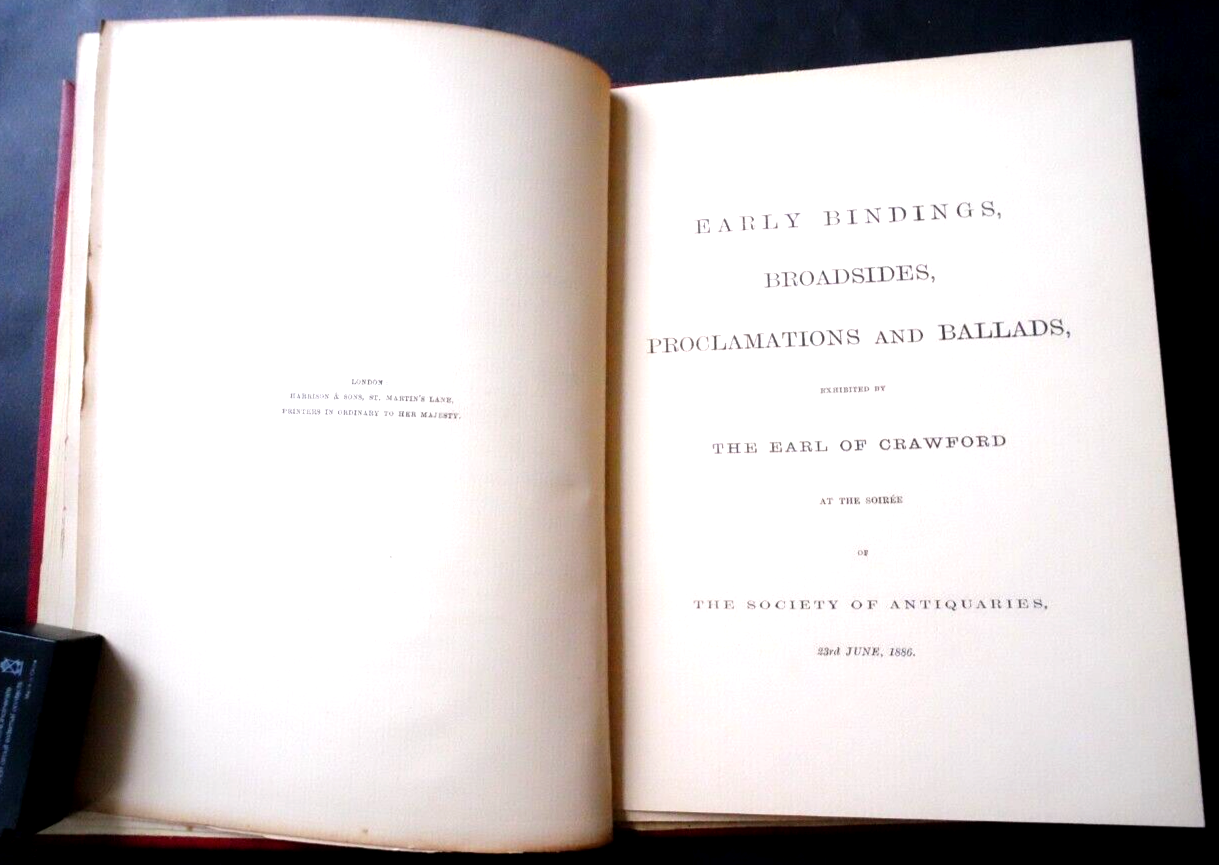 LONDON
HARRISON & SONS, ST. MARTIN'S LANE,
PRINTERS IN ORDINARY TO HER MAJESTY.
EARLY BINDINGS,
BROADSIDES,
PROCLAMATIONS AND BALLADS,
EXHIBITED BY
THE EARL OF CRAWFORD
AT THE SOIRÉE
OF
THE SOCIETY OF ANTIQUARIES,
23rd JUNE, 1886.